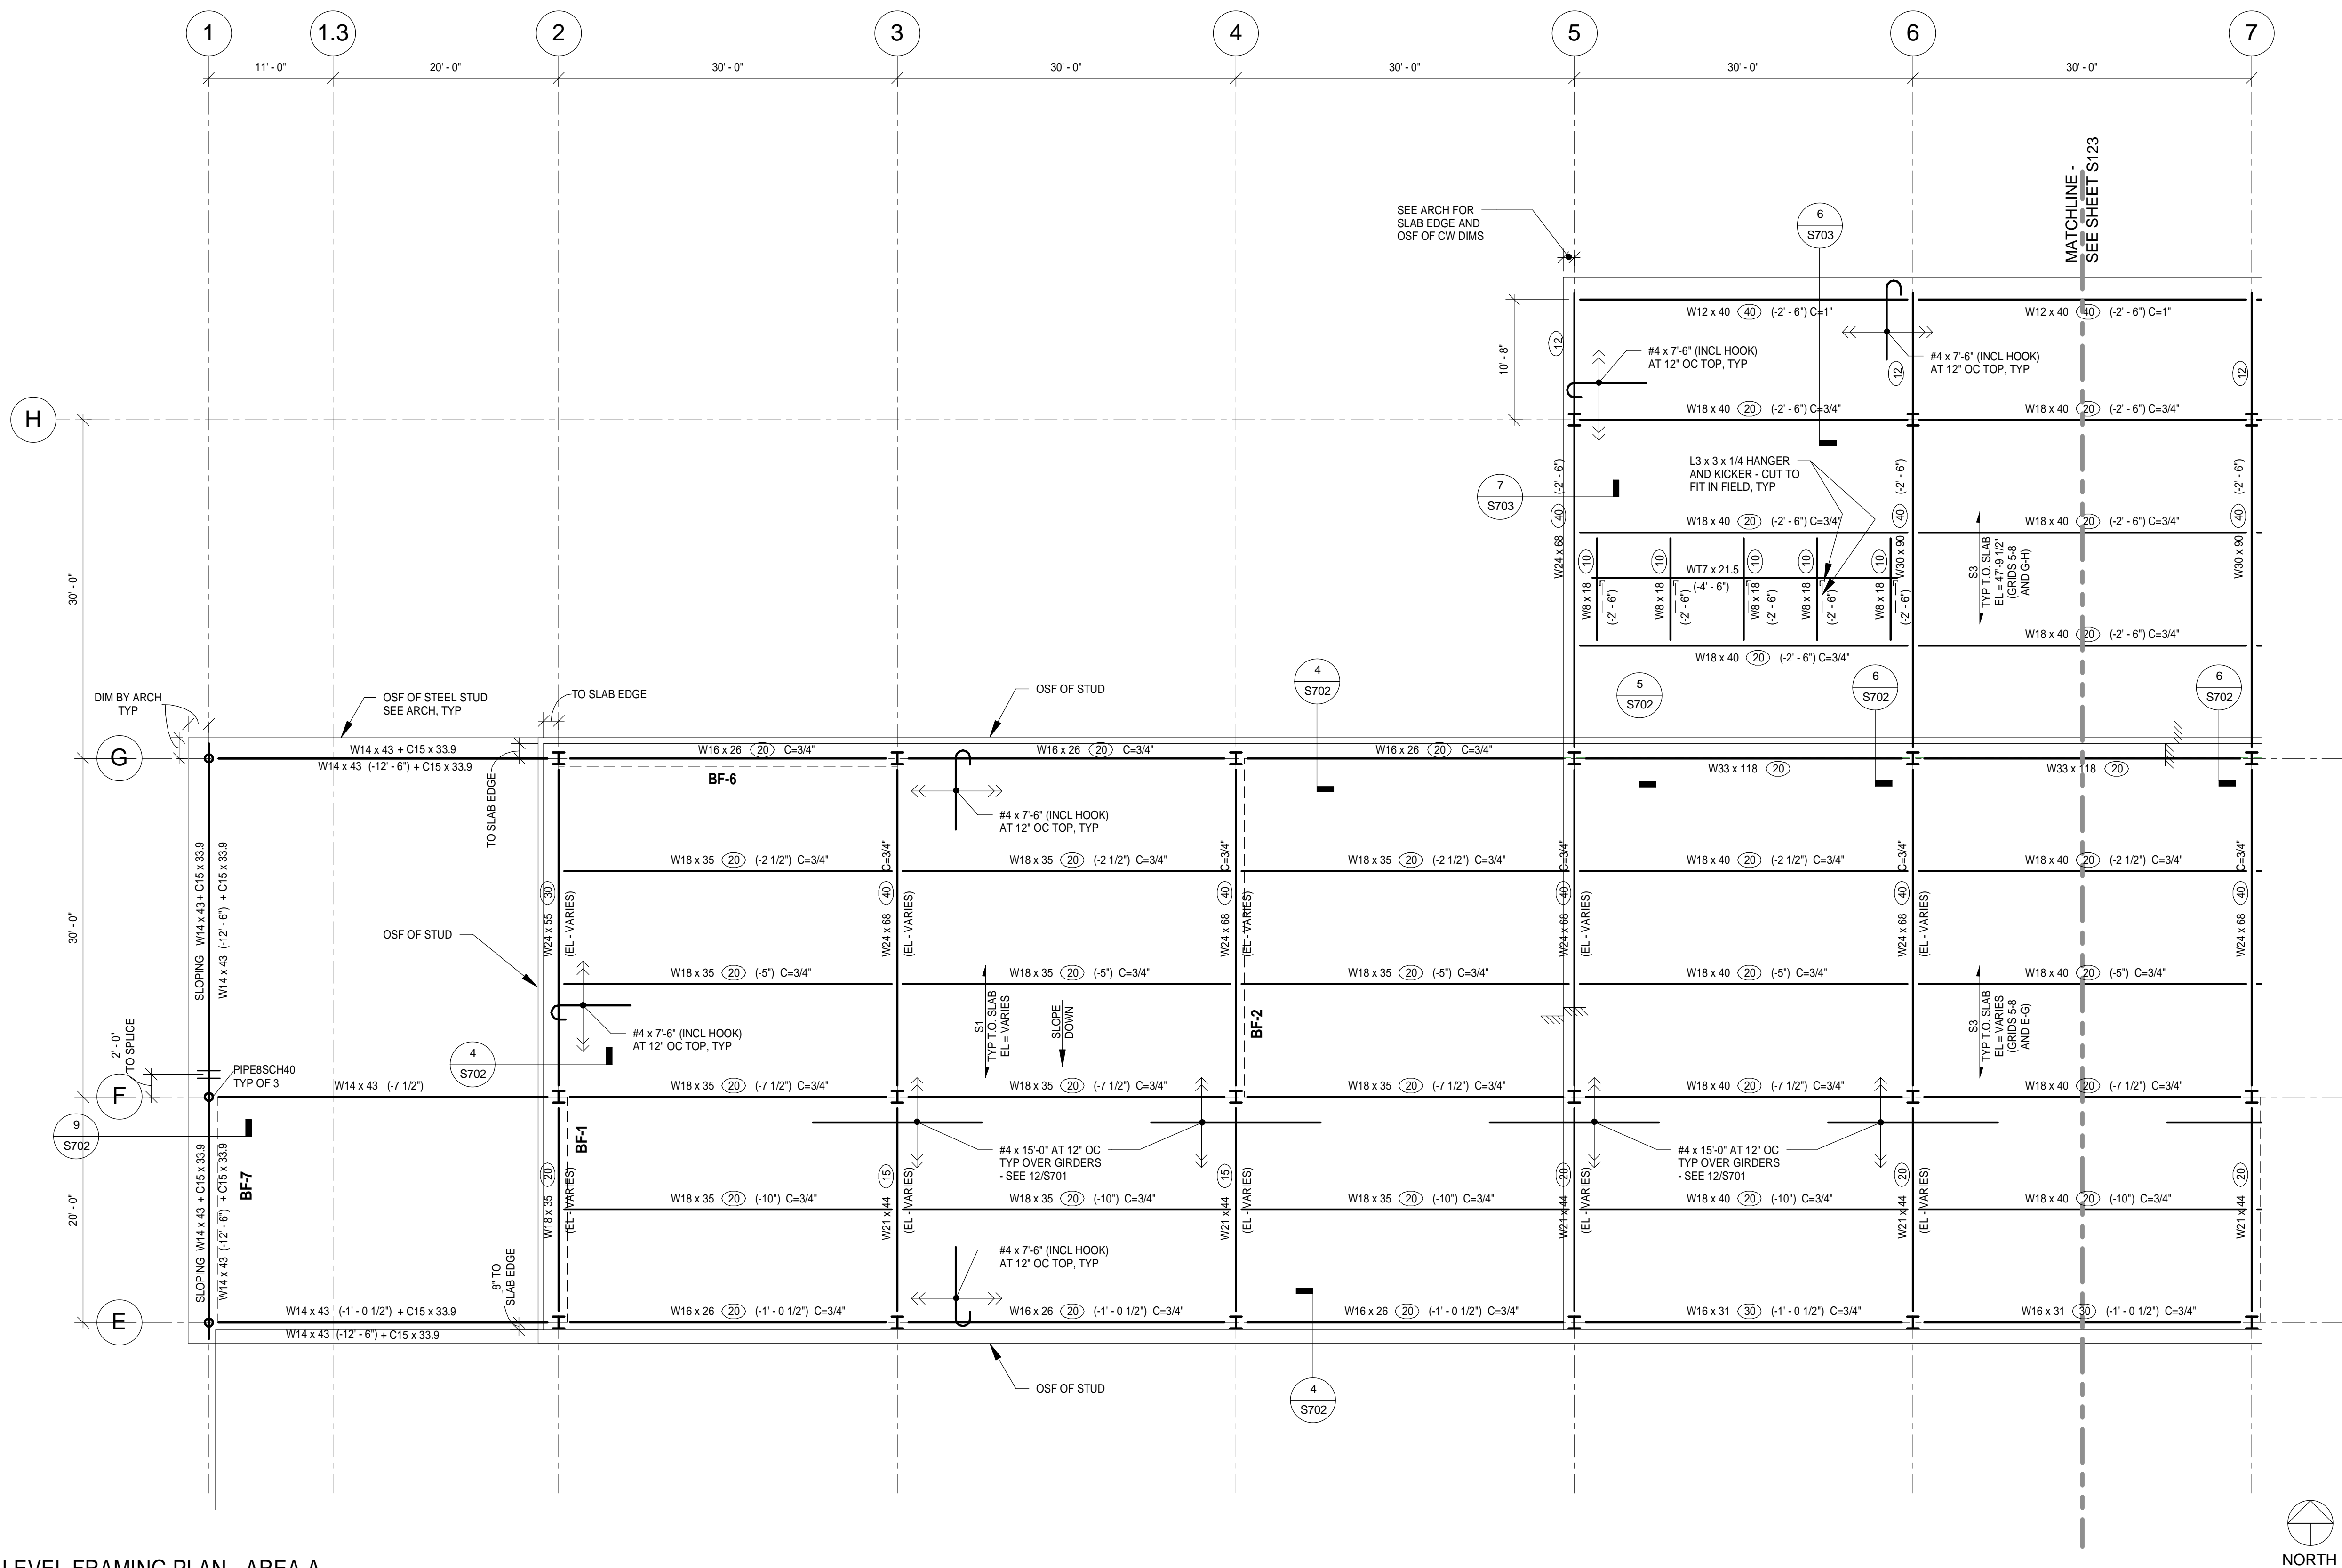 1
1.3
2
3
4
5
6
7
11' - 0"
20' - 0"
30' - 0"
30' - 0"
30' - 0"
30' - 0"
30' - 0"
MATCHLINE -
SEE SHEET S123
SEE ARCH FOR
SLAB EDGE AND
OSF OF CW DIMS
6
S703
W12 x 40 40 (-2' - 6") C=1"
W12 x 40 40 (-2' - 6") C=1"
10' - 8"
12
#4 x 7'-6" (INCL HOOK)
AT 12" OC TOP, TYP
12
#4 x 7'-6" (INCL HOOK)
AT 12" OC TOP, TYP
12
H
W18 x 40 20 (-2' - 6") C=3/4"
W18 x 40 20 (-2' - 6") C=3/4"
L3 x 3 x 1/4 HANGER
AND KICKER - CUT TO
FIT IN FIELD, TYP
7
S703
W24 x 68 40 (-2' - 6")
W30 x 90 40 (-2' - 6")
W30 x 90 40 (-2' - 6")
W18 x 40 20 (-2' - 6") C=3/4"
W18 x 40 20 (-2' - 6") C=3/4"
30' - 0"
W8 x 18 10
(-2' - 6")
W8 x 18 10
(-2' - 6")
W8 x 18 10
(-2' - 6")
W8 x 18 10
(-2' - 6")
W8 x 18 10
(-2' - 6")
WT7 x 21.5
(-4' - 6")
S3
TYP T.O. SLAB
EL = 47'-9 1/2"
(GRIDS 5-8
AND G-H)
W18 x 40 20 (-2' - 6") C=3/4"
W18 x 40 20 (-2' - 6") C=3/4"
4
S702
5
S702
6
S702
6
S702
DIM BY ARCH
TYP
OSF OF STEEL STUD
SEE ARCH, TYP
TO SLAB EDGE
OSF OF STUD
G
W14 x 43 + C15 x 33.9
W14 x 43 (-12' - 6") + C15 x 33.9
W16 x 26 20 C=3/4"
W16 x 26 20 C=3/4"
W16 x 26 20 C=3/4"
W33 x 118 20
W33 x 118 20
BF-6
TO SLAB EDGE
#4 x 7'-6" (INCL HOOK)
AT 12" OC TOP, TYP
SLOPING W14 x 43 + C15 x 33.9
W14 x 43 (-12' - 6") + C15 x 33.9
W18 x 35 20 (-2 1/2") C=3/4"
W18 x 35 20 (-2 1/2") C=3/4"
W18 x 35 20 (-2 1/2") C=3/4"
W18 x 40 20 (-2 1/2") C=3/4"
W18 x 40 20 (-2 1/2") C=3/4"
30' - 0"
OSF OF STUD
W24 x 55 30
(EL - VARIES)
W24 x 68 40 C=3/4"
(EL - VARIES)
W24 x 68 40 C=3/4"
(EL - VARIES)
W24 x 68 40 C=3/4"
(EL - VARIES)
W24 x 68 40 C=3/4"
(EL - VARIES)
W24 x 68 40 C=3/4"
W18 x 35 20 (-5") C=3/4"
W18 x 35 20 (-5") C=3/4"
W18 x 35 20 (-5") C=3/4"
W18 x 40 20 (-5") C=3/4"
W18 x 40 20 (-5") C=3/4"
#4 x 7'-6" (INCL HOOK)
AT 12" OC TOP, TYP
4
S702
S1
TYP T.O. SLAB
EL = VARIES
SLOPE
DOWN
BF-2
S3
TYP T.O. SLAB
EL = VARIES
(GRIDS 5-8
AND E-G)
2' - 0"
TO SPLICE
PIPE8SCH40
TYP OF 3
F
W14 x 43 (-7 1/2")
W18 x 35 20 (-7 1/2") C=3/4"
W18 x 35 20 (-7 1/2") C=3/4"
W18 x 35 20 (-7 1/2") C=3/4"
W18 x 40 20 (-7 1/2") C=3/4"
W18 x 40 20 (-7 1/2") C=3/4"
9
S702
BF-7
BF-1
#4 x 15'-0" AT 12" OC
TYP OVER GIRDERS
- SEE 12/S701
#4 x 15'-0" AT 12" OC
TYP OVER GIRDERS
- SEE 12/S701
20' - 0"
SLOPING W14 x 43 + C15 x 33.9
W14 x 43 (-12' - 6") + C15 x 33.9
W18 x 35 20
(EL - VARIES)
W21 x 44 15
(EL - VARIES)
W21 x 44 15
(EL - VARIES)
W21 x 44 20
(EL - VARIES)
W21 x 44 20
(EL - VARIES)
W21 x 44 20
W18 x 35 20 (-10") C=3/4"
W18 x 35 20 (-10") C=3/4"
W18 x 35 20 (-10") C=3/4"
W18 x 40 20 (-10") C=3/4"
W18 x 40 20 (-10") C=3/4"
8" TO
SLAB EDGE
#4 x 7'-6" (INCL HOOK)
AT 12" OC TOP, TYP
E
W14 x 43 (-1' - 0 1/2") + C15 x 33.9
W14 x 43 (-12' - 6") + C15 x 33.9
W16 x 26 20 (-1' - 0 1/2") C=3/4"
W16 x 26 20 (-1' - 0 1/2") C=3/4"
W16 x 26 20 (-1' - 0 1/2") C=3/4"
W16 x 31 30 (-1' - 0 1/2") C=3/4"
W16 x 31 30 (-1' - 0 1/2") C=3/4"
OSF OF STUD
4
S702
NORTH
LEVEL FRAMING PLAN - AREA A